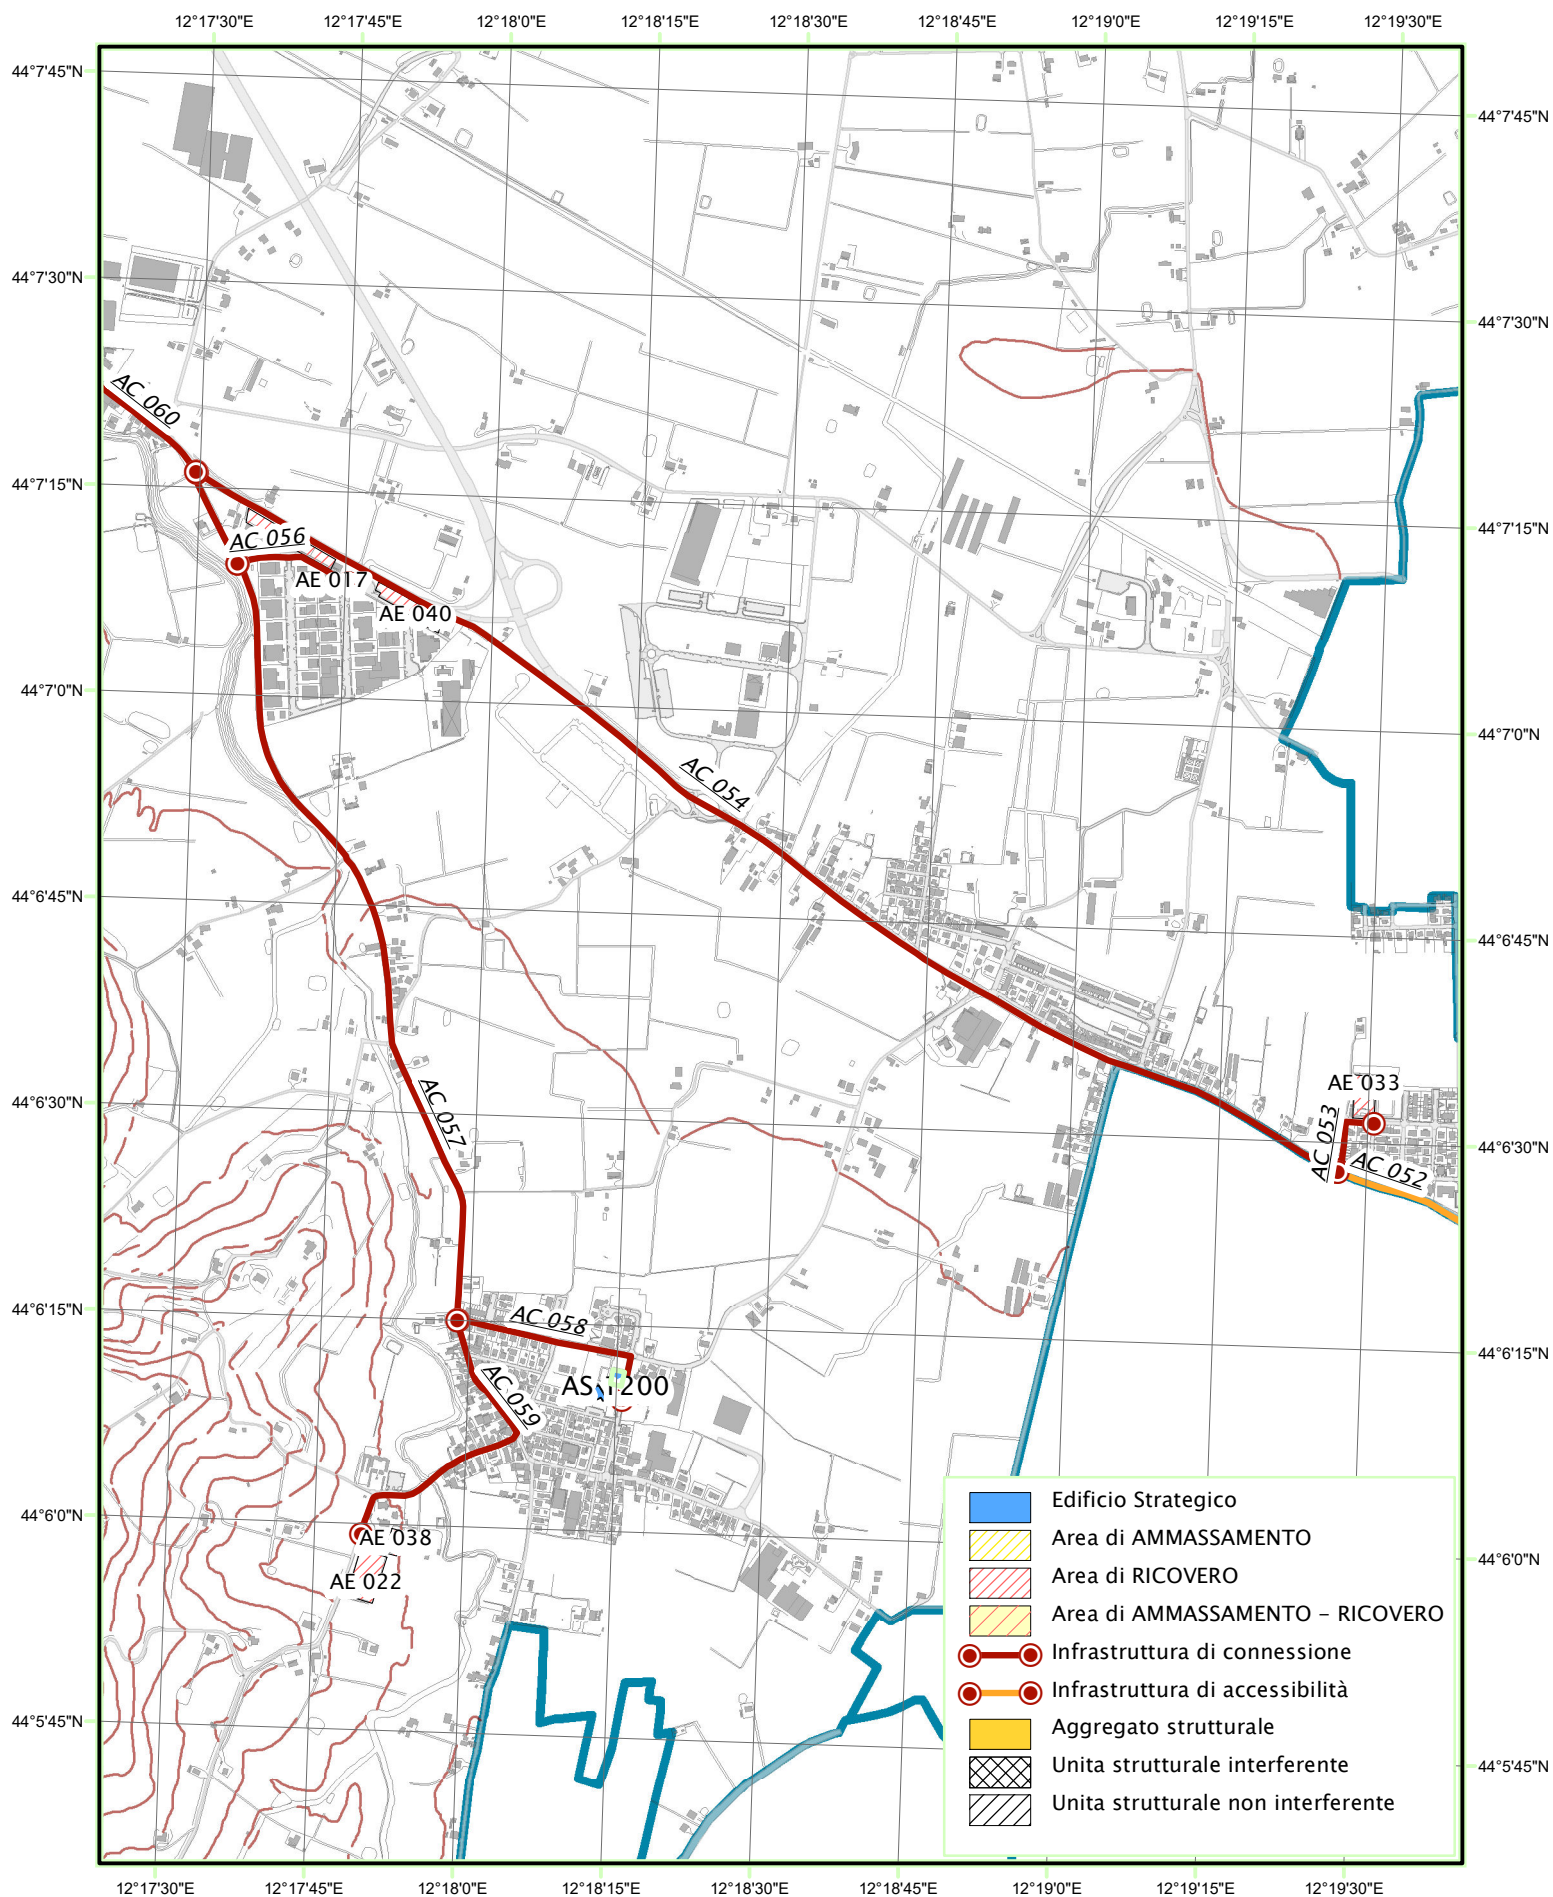 12°17'30"E 12°17'45"E 12°18'0"E 12°18'15"E 12°18'30"E 12°18'45"E 12°19'0"E 12°19'15"E 12°19'30"E
44°7'45"N
44°7'45"N
44°7'30"N
44°7'30"N
AC 060
44°7'15"N
44°7'15"N
AC 056
AE 017
AE 040
44°7'0"N
44°7'0"N
AC 054
44°6'45"N
44°6'45"N
AE 033
AC 057
44°6'30"N
AC 053
44°6'30"N
AC 052
44°6'15"N
AC 058
44°6'15"N
AC 059
44°6'0"N
AE 038
44°6'0"N
AE 022
44°5'45"N
44°5'45"N
Edificio Strategico
Area di AMMASSAMENTO
Area di RICOVERO
Area di AMMASSAMENTO – RICOVERO
Infrastruttura di connessione
Infrastruttura di accessibilità
Aggregato strutturale
Unita strutturale interferente
Unita strutturale non interferente
12°17'30"E 12°17'45"E 12°18'0"E 12°18'15"E 12°18'30"E 12°18'45"E 12°19'0"E 12°19'15"E 12°19'30"E